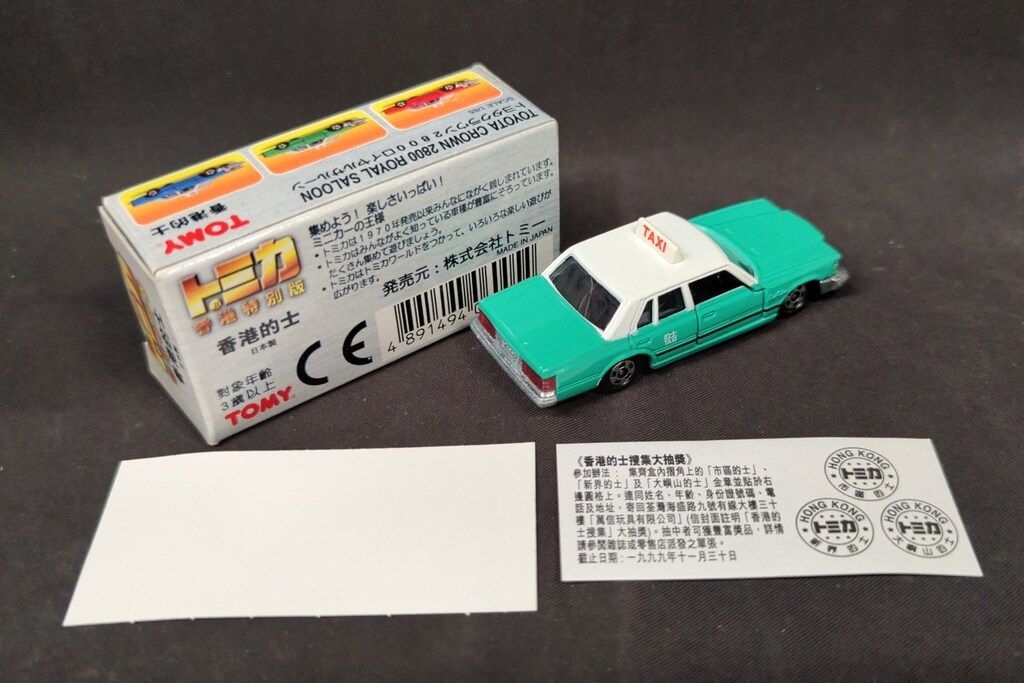 TOYOTA CROWN 2800 ROYAL SALOON
トヨタクラウン2800ロイヤルサルーン
SCALE 1/65
TOMY
香港的士
トミカ
香港特別版
香港的士
日本製
対象年齢
3歳以上
TOMY
集めよう! 楽しさいっぱい!
ミニカーの王様
・トミカは1970年発売以来みんなにながく親しまれています。
・トミカはみんながよく知っている車種が豊富にそろっています。
たくさん集めて遊びましょう。
・トミカはトミカワールドをつかって、いろいろな楽しい遊びが
広がります。
発売元:株式会社トミー
MADE IN JAPAN
CE
4 891494
TAXI
《香港的士搜集大抽獎》
參加辦法: 集齊盒內摺角上的「市區的士」、
「新界的士」及「大嶼山的士」金章並貼於右
邊圓格上。連同姓名、年齡、身份證號碼、電
話及地址,寄回荃灣海盛路九號有線大樓三十
樓「萬信玩具有限公司」(信封面註明「香港的
士搜集」大抽獎)。抽中者可獲豐富獎品,詳情
請參閱雜誌或零售店派發之單張。
截止日期:一九九九年十一月三十日
HONG KONG
トミカ
市區的士
HONG KONG
トミカ
新界的士
HONG KONG
トミカ
大嶼山的士